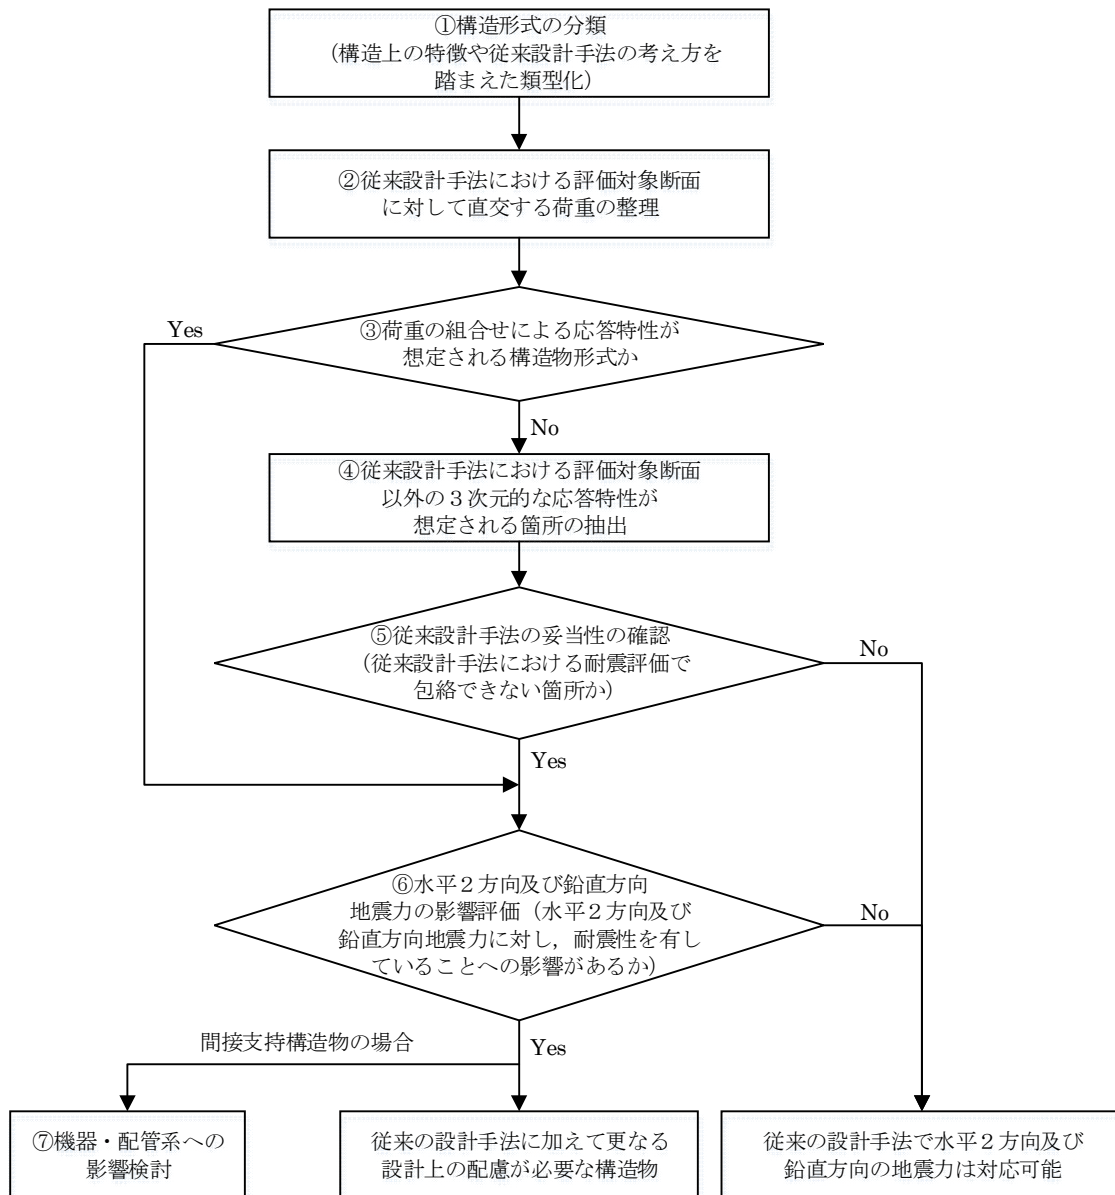 ①構造形式の分類
（構造上の特徴や従来設計手法の考え方を
踏まえた類型化）
②従来設計手法における評価対象断面
に対して直交する荷重の整理
③荷重の組合せによる応答特性が
想定される構造物形式か
Yes
No
④従来設計手法における評価対象断面
以外の３次元的な応答特性が
想定される箇所の抽出
⑤従来設計手法の妥当性の確認
（従来設計手法における耐震評価で
包絡できない箇所か）
No
Yes
⑥水平２方向及び鉛直方向
地震力の影響評価（水平２方向及び
鉛直方向地震力に対し，耐震性を有し
ていることへの影響があるか）
No
間接支持構造物の場合
Yes
⑦機器・配管系への
影響検討
従来の設計手法に加えて更なる
設計上の配慮が必要な構造物
従来の設計手法で水平２方向及び
鉛直方向の地震力は対応可能